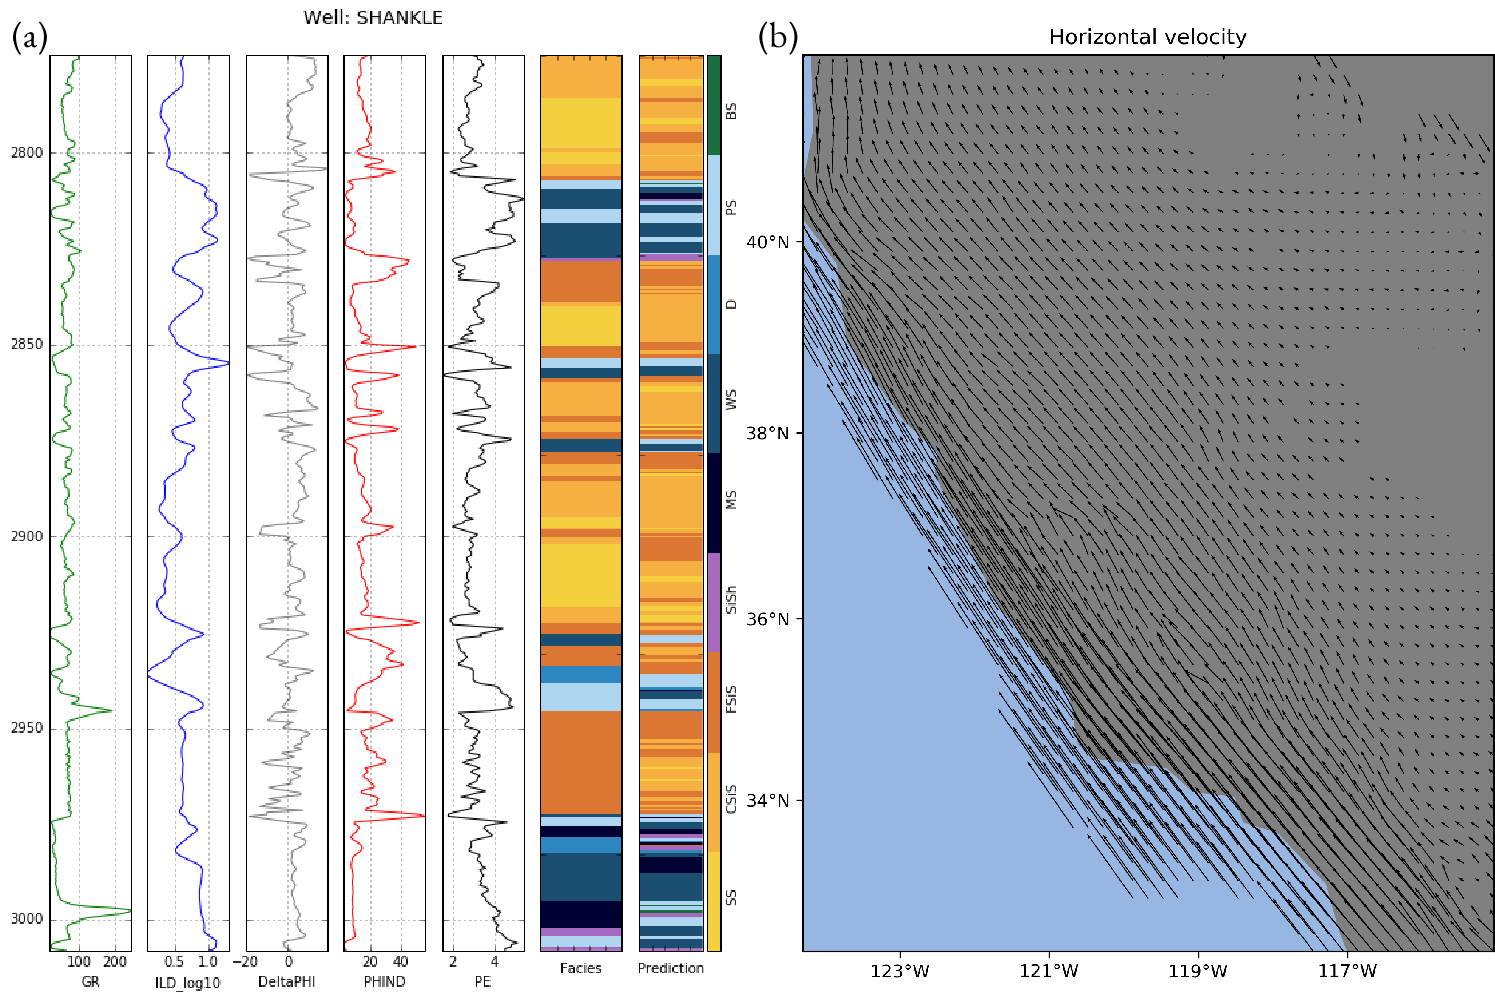 Well: SHANKLE
(a)
(b)
Horizontal velocity
2800
2850
2900
2950
3000
BS
PS
D
WS
MS
SiSh
FSiS
CSiS
SS
40°N
38°N
36°N
34°N
100 200
0.5 1.0
−20 0
20 40
2 4
GR
ILD_log10
DeltaPHI
PHIND
PE
Facies
Prediction
123°W
121°W
119°W
117°W